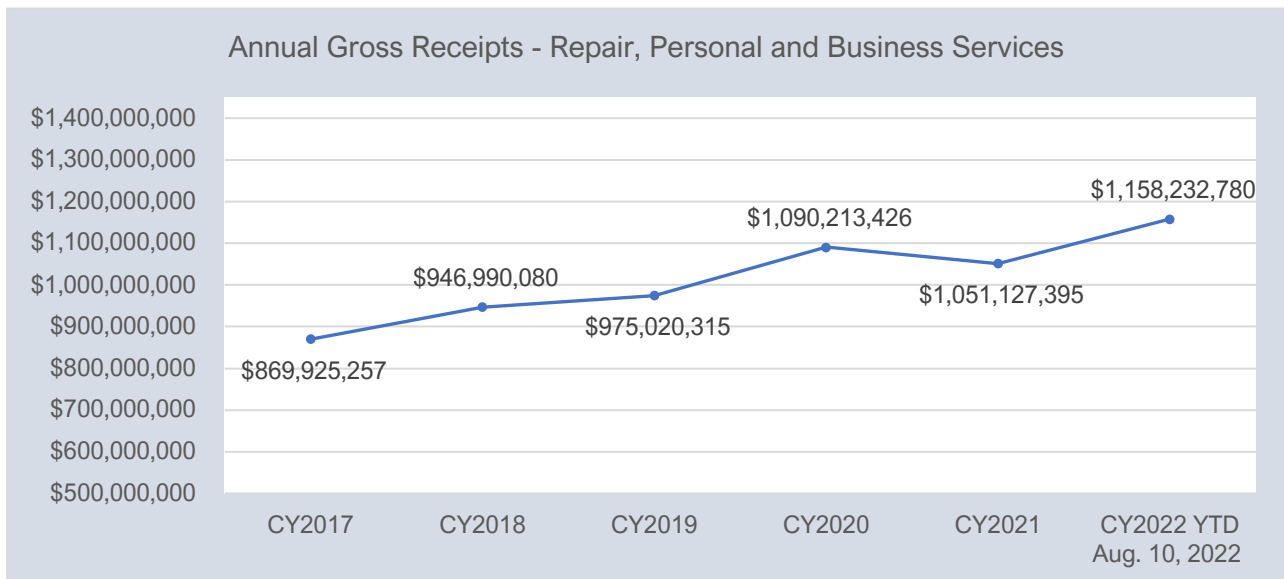 Annual Gross Receipts - Repair, Personal and Business Services
$1,400,000,000
$1,300,000,000
$1,200,000,000
$1,100,000,000
$1,000,000,000
$900,000,000
$800,000,000
$700,000,000
$600,000,000
$500,000,000
$869,925,257
$946,990,080
$975,020,315
$1,090,213,426
$1,051,127,395
$1,158,232,780
CY2017
CY2018
CY2019
CY2020
CY2021
CY2022 YTD
Aug. 10, 2022